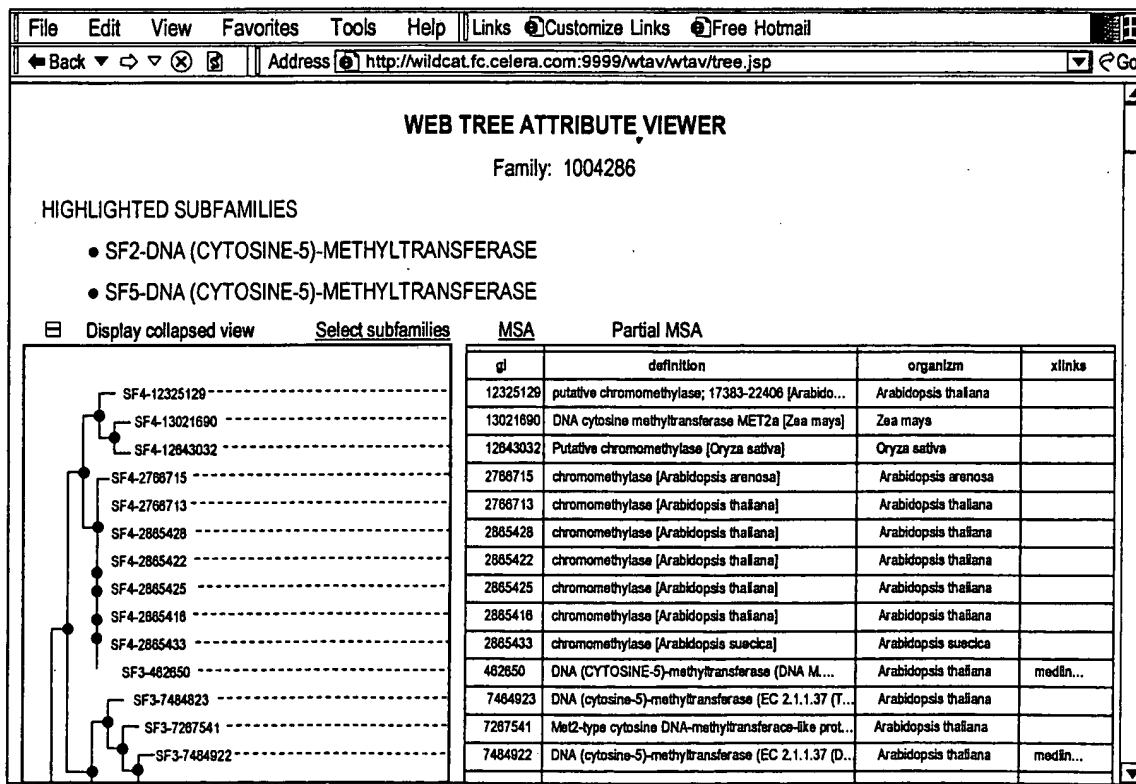 File Edit View Favorites Tools Help Links Customize Links Free Hotmail
Back Address http://wildcat.fc.celera.com:9999/wtav/wtav/tree.jsp Go
WEB TREE ATTRIBUTE VIEWER
Family: 1004286
HIGHLIGHTED SUBFAMILIES
• SF2-DNA (CYTOSINE-5)-METHYLTRANSFERASE
• SF5-DNA (CYTOSINE-5)-METHYLTRANSFERASE
Display collapsed view Select subfamilies MSA Partial MSA
gi definition organizm xlinks
SF4-12325129 12325129 putative chromomethylase; 17383-22406 [Arabido... Arabidopsis thaliana
SF4-13021690 13021690 DNA cytosine methyltransferase MET2a [Zea mays] Zea mays
SF4-12643032 12643032 Putative chromomethylase [Oryza sativa] Oryza sativa
SF4-2766715 2766715 chromomethylase [Arabidopsis arenosa] Arabidopsis arenosa
SF4-2766713 2766713 chromomethylase [Arabidopsis thaliana] Arabidopsis thaliana
SF4-2865428 2865428 chromomethylase [Arabidopsis thaliana] Arabidopsis thaliana
SF4-2865422 2865422 chromomethylase [Arabidopsis thaliana] Arabidopsis thaliana
SF4-2865425 2865425 chromomethylase [Arabidopsis thaliana] Arabidopsis thaliana
SF4-2865416 2865416 chromomethylase [Arabidopsis thaliana] Arabidopsis thaliana
SF4-2865433 2865433 chromomethylase [Arabidopsis suecica] Arabidopsis suecica
SF3-482650 482650 DNA (CYTOSINE-5)-methyltransferase (DNA M.... Arabidopsis thaliana medlin...
SF3-7484823 7464923 DNA (cytosine-5)-methyltransferase (EC 2.1.1.37 (T... Arabidopsis thaliana
SF3-7267541 7267541 Met2-type cytosine DNA-methyltransferace-like prot... Arabidopsis thaliana
SF3-7484922 7484922 DNA (cytosine-5)-methyltransferase (EC 2.1.1.37 (D... Arabidopsis thaliana medlin...